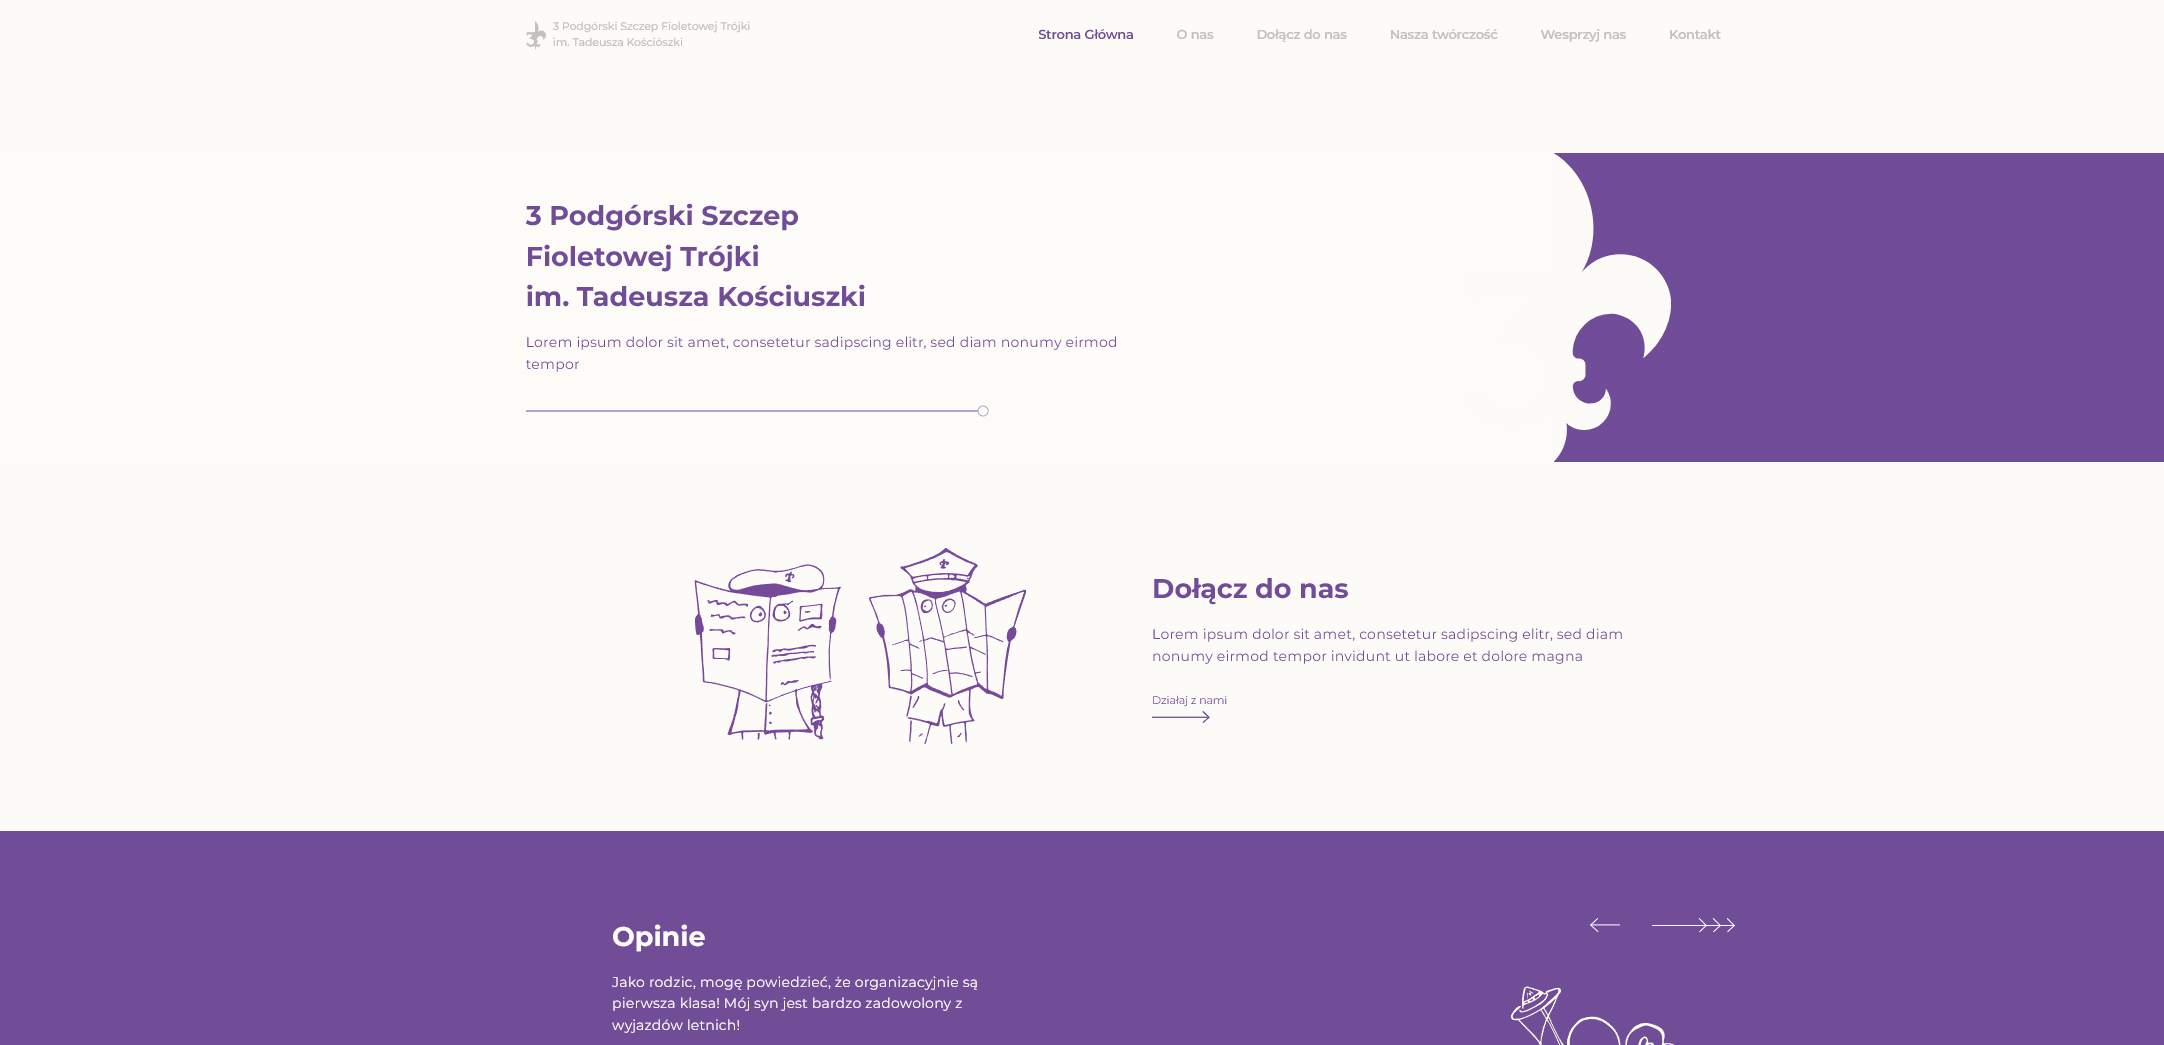 3 Podgórski Szczep Fioletowej Trójki
im. Tadeusza Kościószki
Strona Główna
O nas
Dołącz do nas
Nasza twórczość
Wesprzyj nas
Kontakt
3 Podgórski Szczep
Fioletowej Trójki
im. Tadeusza Kościuszki
Lorem ipsum dolor sit amet, consetetur sadipscing elitr, sed diam nonumy eirmod
tempor
Dołącz do nas
Lorem ipsum dolor sit amet, consetetur sadipscing elitr, sed diam
nonumy eirmod tempor invidunt ut labore et dolore magna
Działaj z nami
Opinie
Jako rodzic, mogę powiedzieć, że organizacyjnie są
pierwsza klasa! Mój syn jest bardzo zadowolony z
wyjazdów letnich!